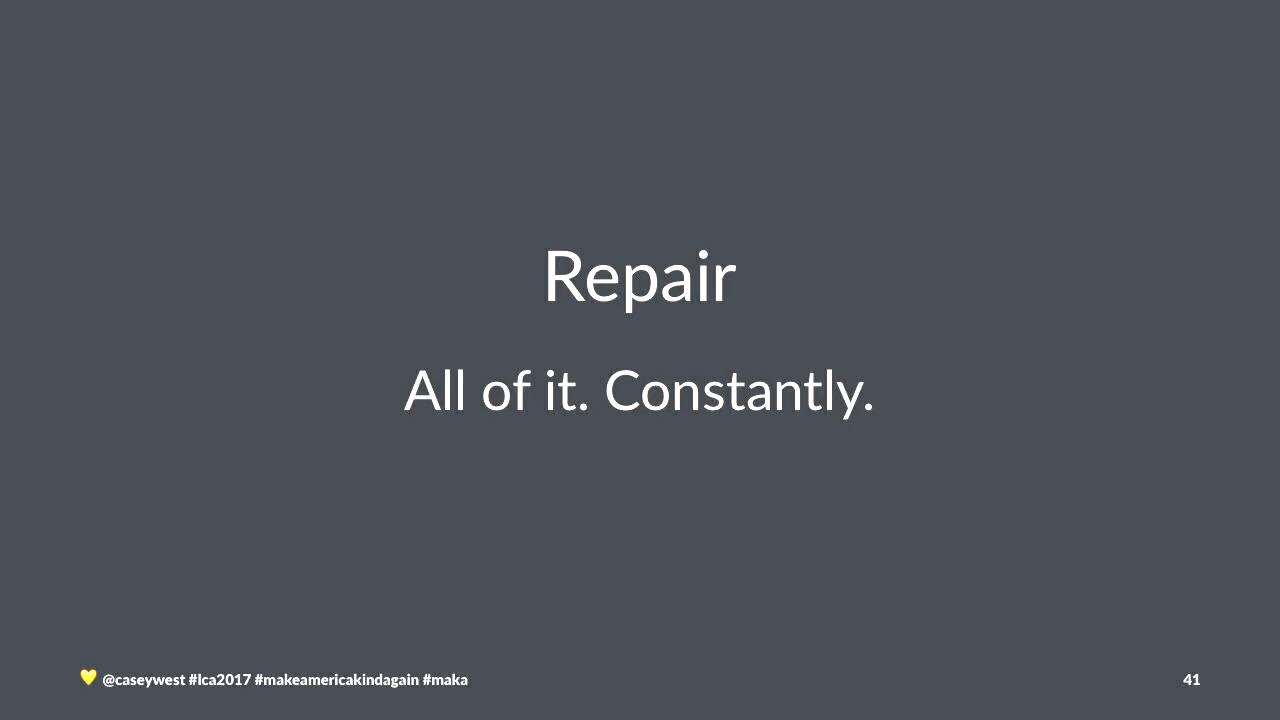 Repair
All of it. Constantly.
💛 @caseywest #lca2017 #makeamericakindagain #maka
41